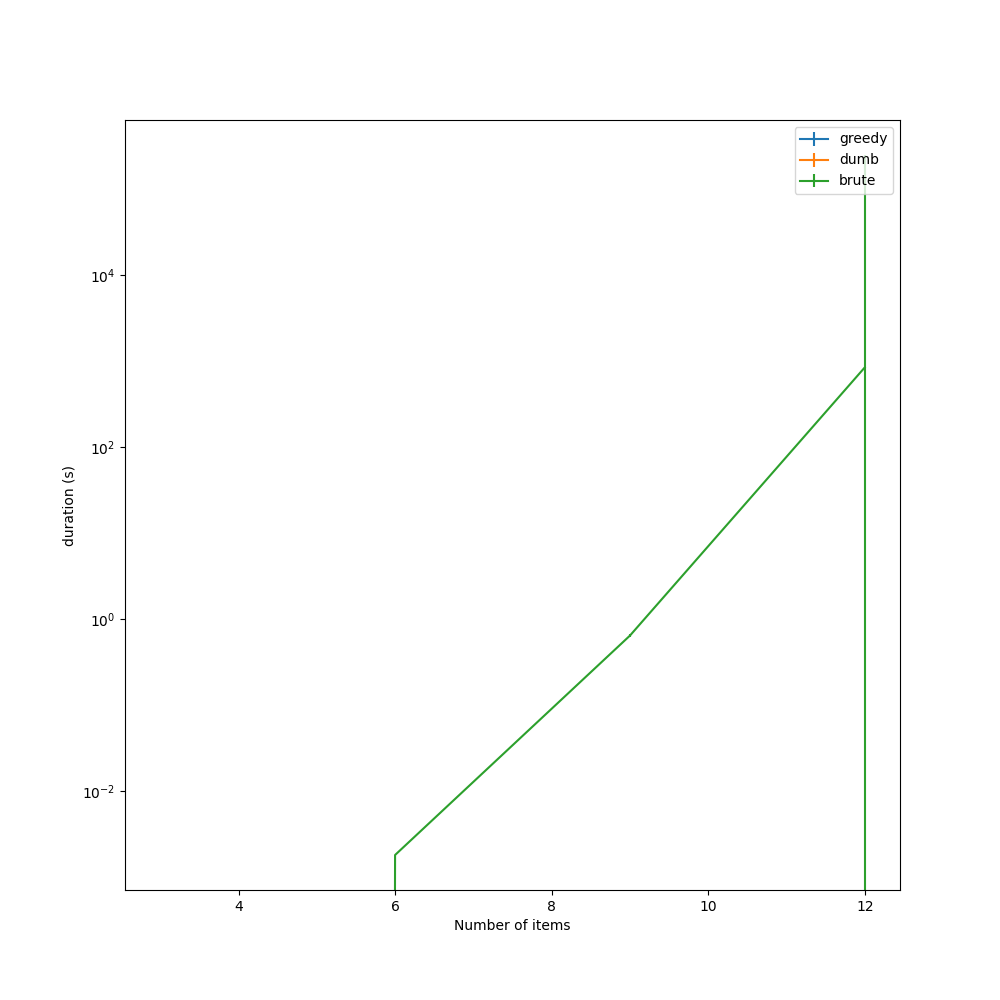 greedy
dumb
brute
10^4
10^2
10^0
10^−2
duration (s)
4 6 8 10 12
Number of items